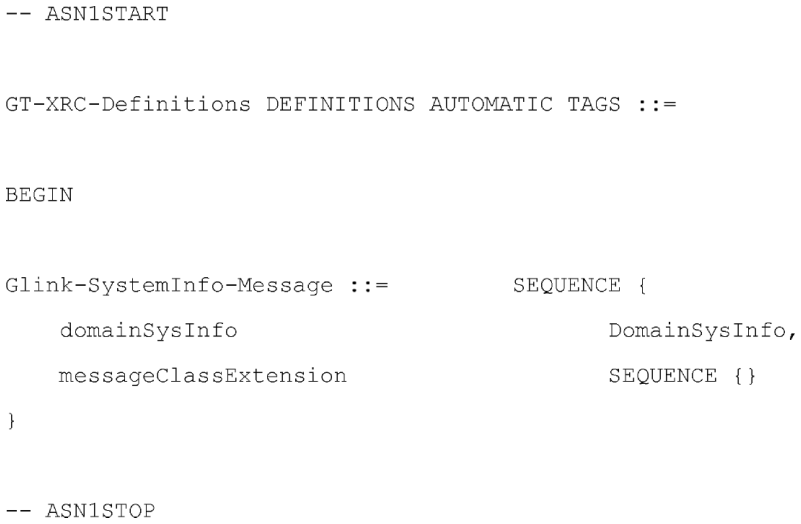 -- ASN1START
GT-XRC-Definitions DEFINITIONS AUTOMATIC TAGS ::=
BEGIN
Glink-SystemInfo-Message ::= SEQUENCE {
domainSysInfo DomainSysInfo,
messageClassExtension SEQUENCE {}
}
-- ASN1STOP